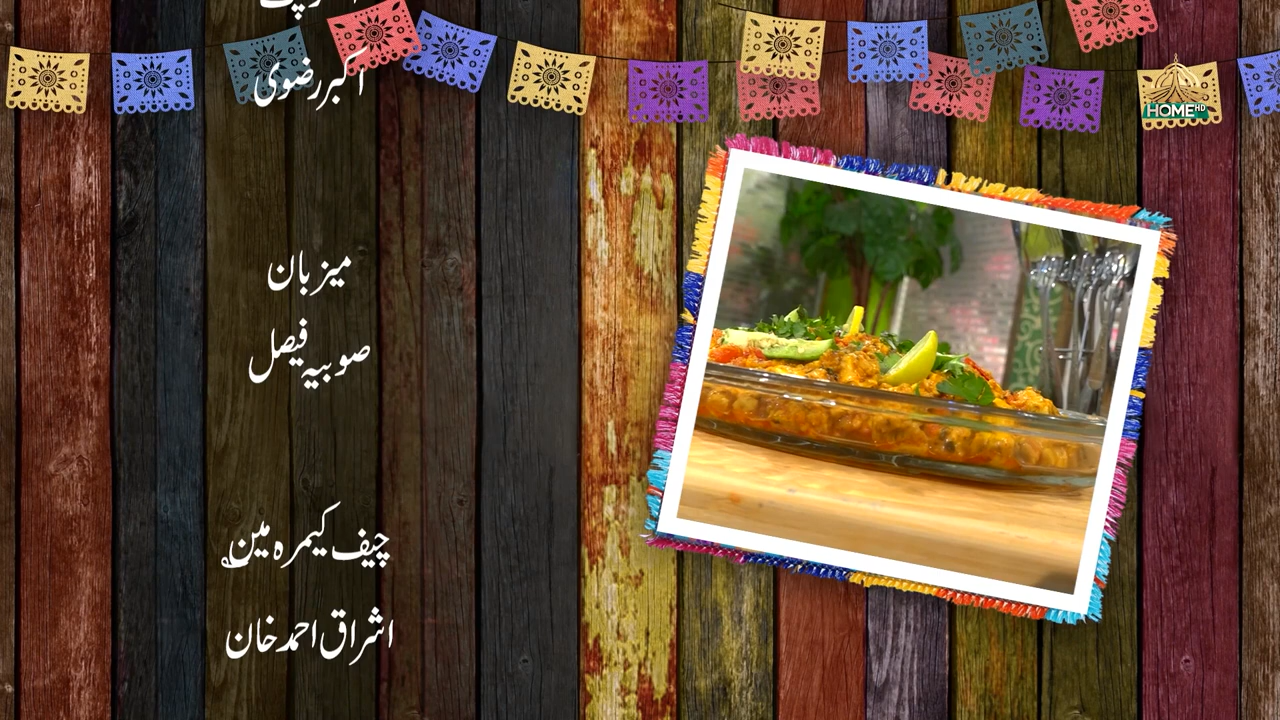 اکبر رضوی
میزبان
صوبیہ فیصل
چیف کیمرہ مین
اشراق احمد خان
HOME HD